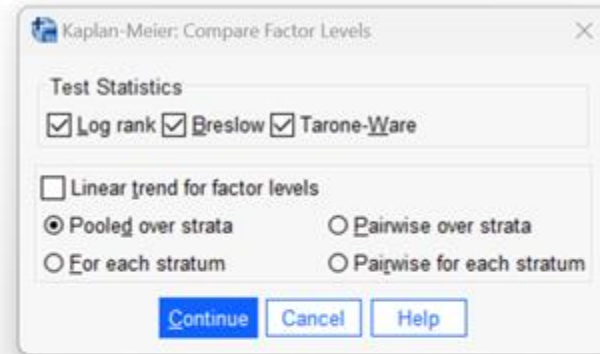 Kaplan-Meier: Compare Factor Levels
Test Statistics
Log rank Breslow Tarone-Ware
Linear trend for factor levels
Pooled over strata Pairwise over strata
For each stratum Pairwise for each stratum
Continue Cancel Help